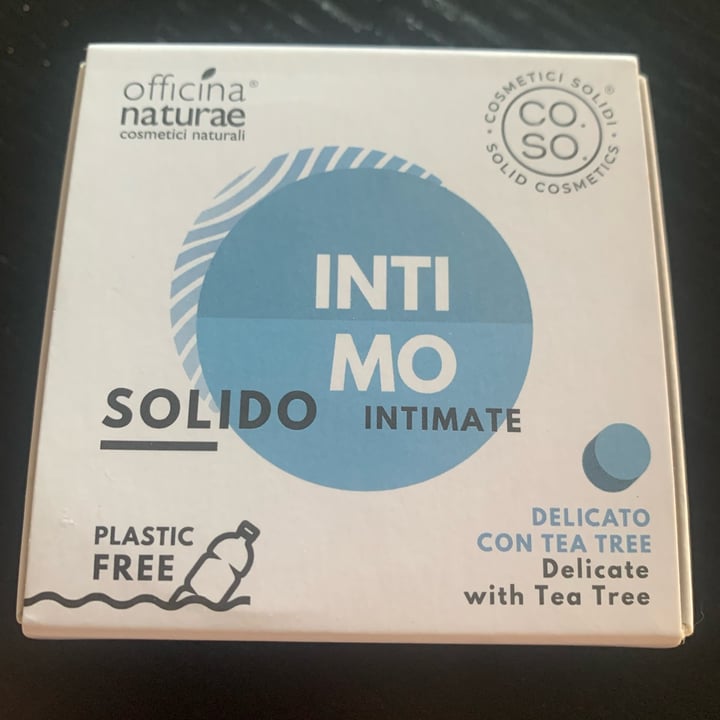 officina®
naturae
cosmetici naturali
• COSMETICI SOLIDI •®
CO.
SO.
SOLID COSMETICS
INTI
MO
SOLIDO
INTIMATE
PLASTIC
FREE
DELICATO
CON TEA TREE
Delicate
with Tea Tree